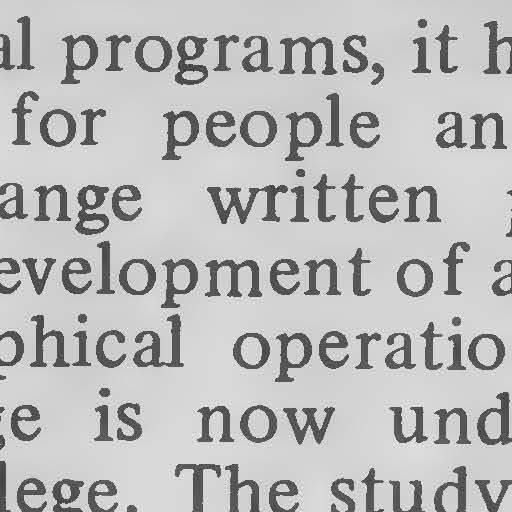 al programs, it h
for people an
ange written
evelopment of a
phical operatio
ge is now und
lege. The study